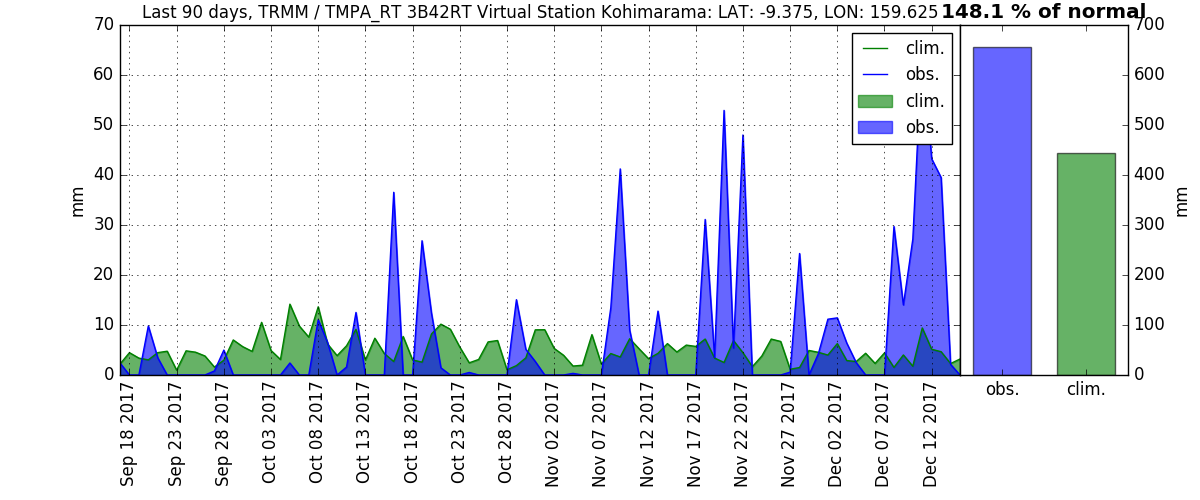 Last 90 days, TRMM / TMPA_RT 3B42RT Virtual Station Kohimarama: LAT: -9.375, LON: 159.625
148.1 % of normal
70
60
50
40
30
20
10
0
mm
clim.
obs.
clim.
obs.
700
600
500
400
300
200
100
0
mm
obs.
clim.
Sep 18 2017
Sep 23 2017
Sep 28 2017
Oct 03 2017
Oct 08 2017
Oct 13 2017
Oct 18 2017
Oct 23 2017
Oct 28 2017
Nov 02 2017
Nov 07 2017
Nov 12 2017
Nov 17 2017
Nov 22 2017
Nov 27 2017
Dec 02 2017
Dec 07 2017
Dec 12 2017